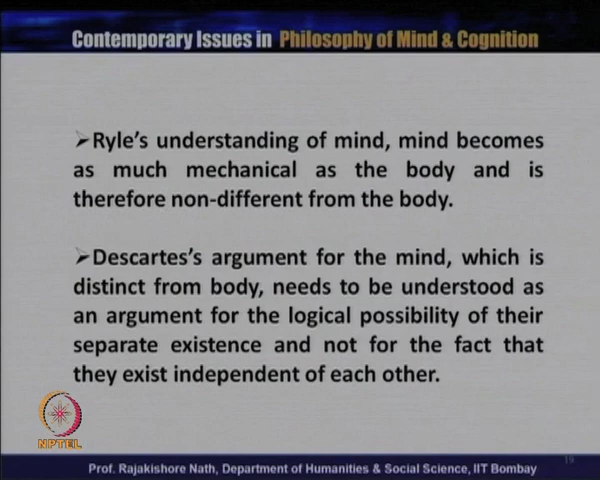 Contemporary Issues in Philosophy of Mind & Cognition
➢Ryle's understanding of mind, mind becomes
as much mechanical as the body and is
therefore non-different from the body.
➢Descartes's argument for the mind, which is
distinct from body, needs to be understood as
an argument for the logical possibility of their
separate existence and not for the fact that
they exist independent of each other.
NPTEL
19
Prof. Rajakishore Nath, Department of Humanities & Social Science, IIT Bombay